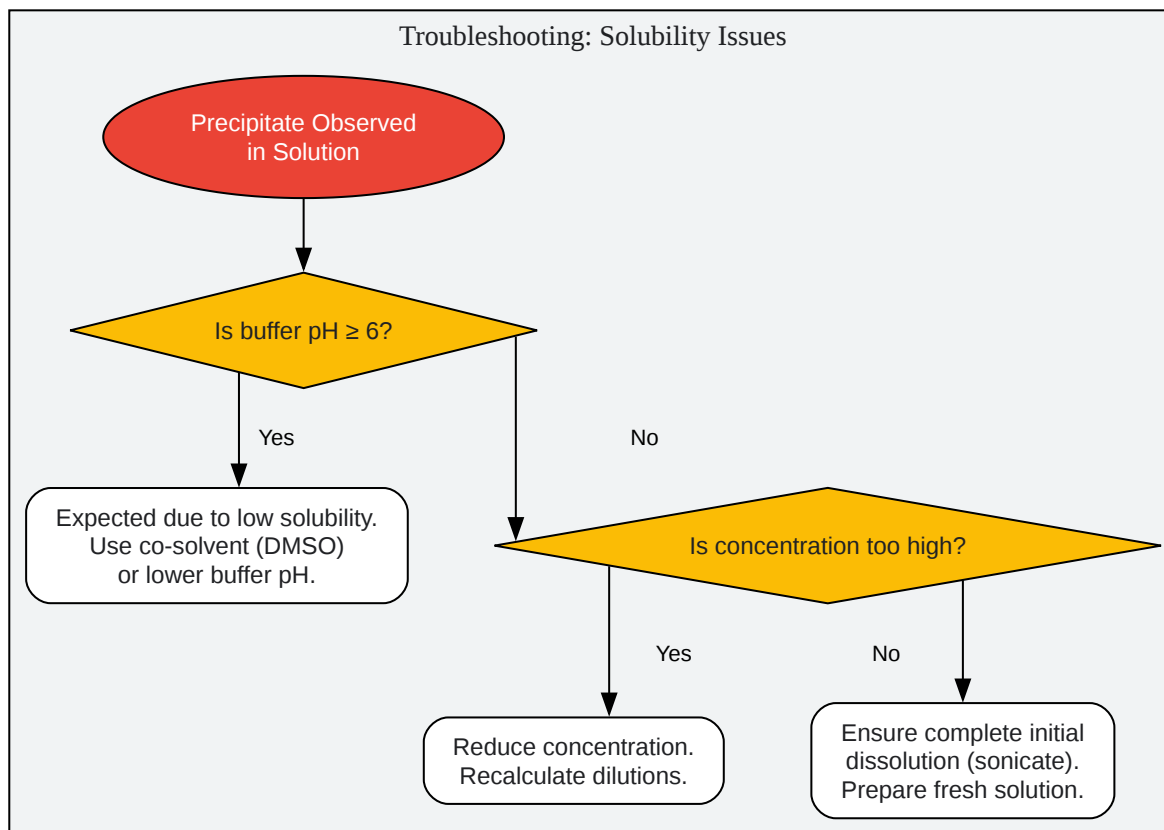 Troubleshooting: Solubility Issues
Precipitate Observed
in Solution
Is buffer pH ≥ 6?
Yes
No
Expected due to low solubility.
Use co-solvent (DMSO)
or lower buffer pH.
Is concentration too high?
Yes
No
Reduce concentration.
Recalculate dilutions.
Ensure complete initial
dissolution (sonicate).
Prepare fresh solution.